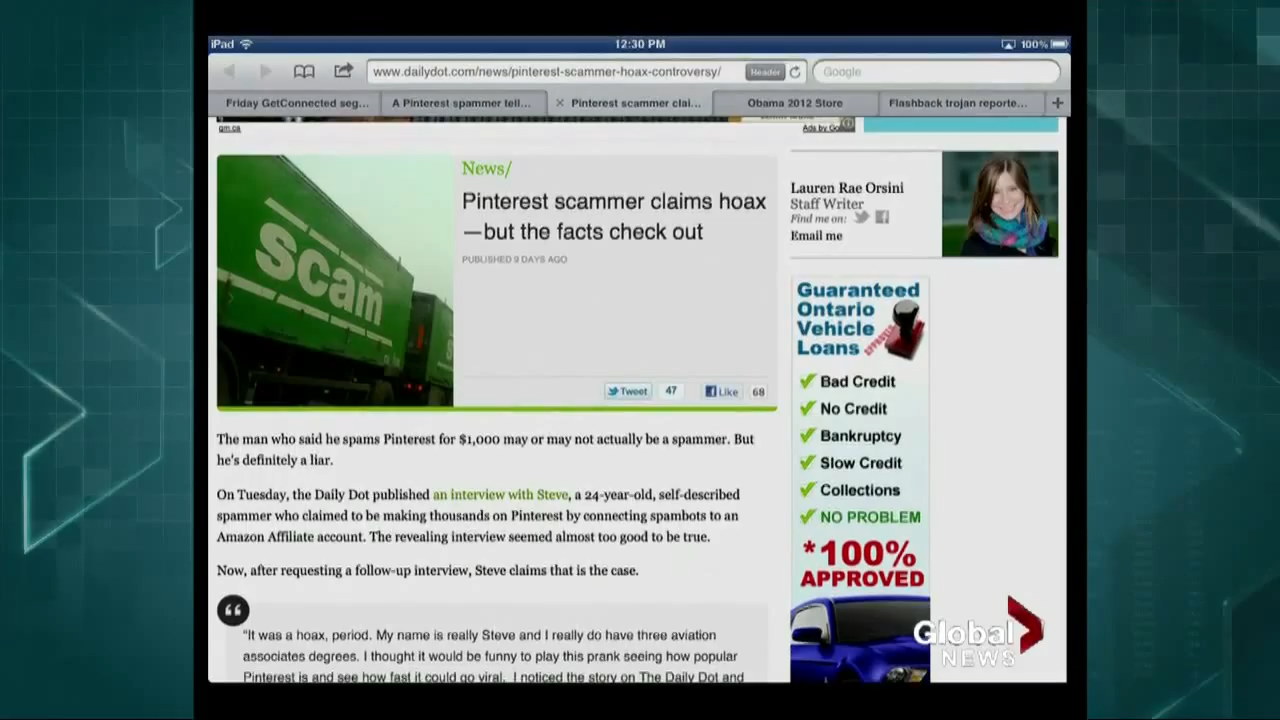 iPad
12:30 PM
100%
www.dailydot.com/news/pinterest-scammer-hoax-controversy/
Header
Google
Friday GetConnected seg...
A Pinterest spammer tell...
Pinterest scammer clai...
Obama 2012 Store
Flashback trojan reporte...
qm.ca
Ads by Go
scam
News/
Pinterest scammer claims hoax
—but the facts check out
PUBLISHED 9 DAYS AGO
Tweet
47
Like
68
Lauren Rae Orsini
Staff Writer
Find me on:
Email me
The man who said he spams Pinterest for $1,000 may or may not actually be a spammer. But
he's definitely a liar.
On Tuesday, the Daily Dot published an interview with Steve, a 24-year-old, self-described
spammer who claimed to be making thousands on Pinterest by connecting spambots to an
Amazon Affiliate account. The revealing interview seemed almost too good to be true.
Now, after requesting a follow-up interview, Steve claims that is the case.
"It was a hoax, period. My name is really Steve and I really do have three aviation
associates degrees. I thought it would be funny to play this prank seeing how popular
Pinterest is and see how fast it could go viral. I noticed the story on The Daily Dot and
Guaranteed
Ontario
Vehicle
Loans
APPROVED
Bad Credit
No Credit
Bankruptcy
Slow Credit
Collections
NO PROBLEM
*100%
APPROVED
Global
NEWS